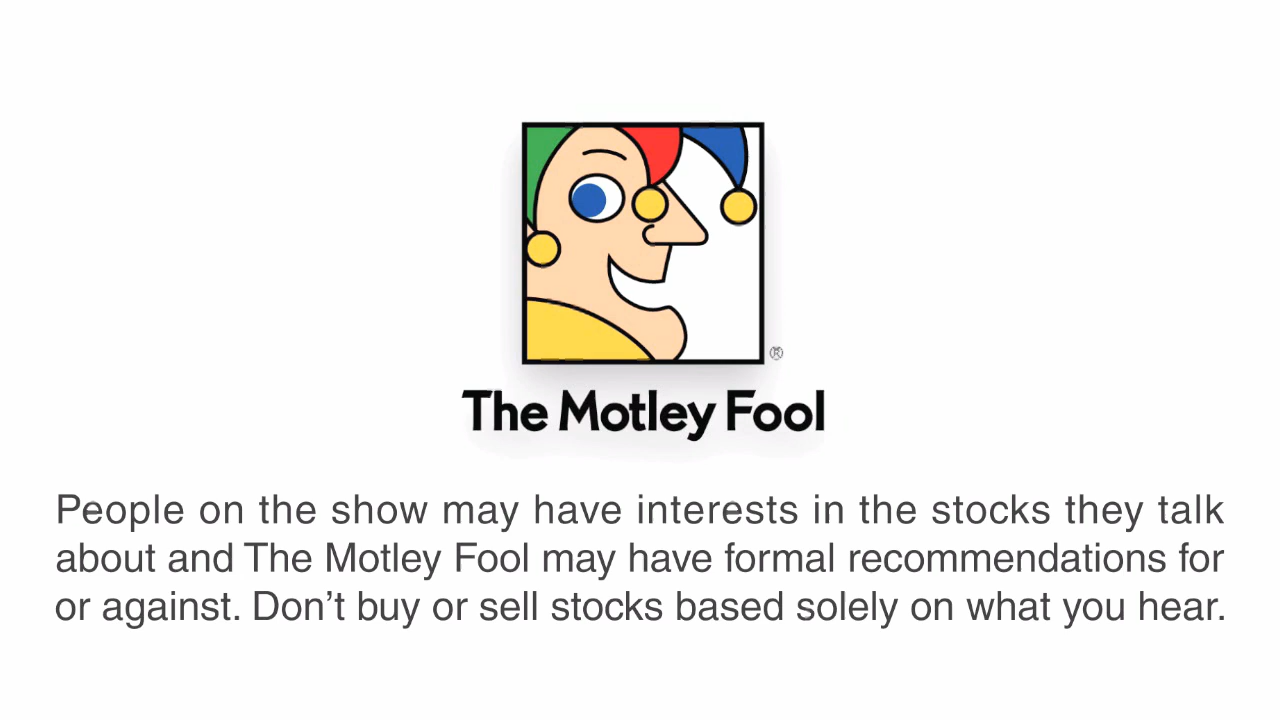 ®
The Motley Fool
People on the show may have interests in the stocks they talk
about and The Motley Fool may have formal recommendations for
or against. Don’t buy or sell stocks based solely on what you hear.